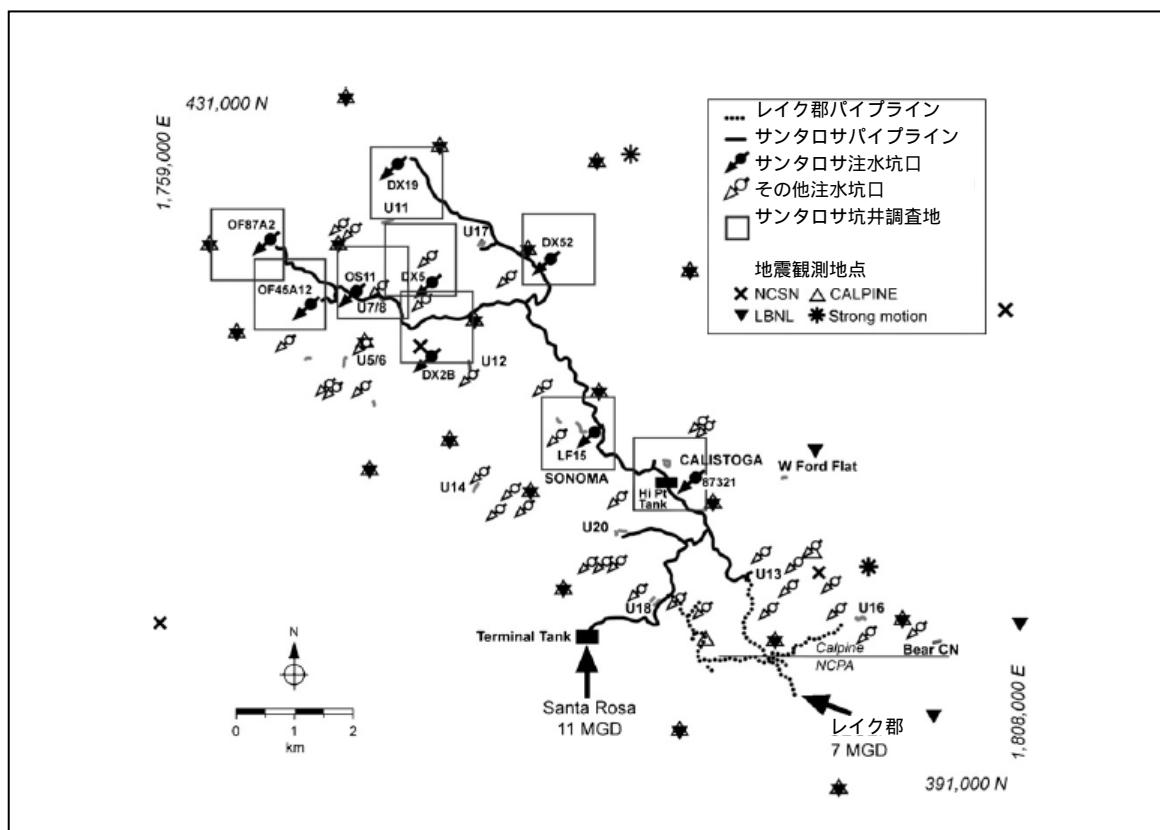 431,000 N
1,759,000 E
レイク郡パイプライン
サンタロサパイプライン
サンタロサ注水坑口
その他注水坑口
サンタロサ坑井調査地
地震観測地点
NCSN
CALPINE
LBNL
Strong motion
DX19
U11
OF87A2
U17
DX52
OS11
DX5
OF45A12
U7/8
U5/6
DX2B
U12
LF15
SONOMA
CALISTOGA
87321
Hi Pt
Tank
W Ford Flat
U14
U20
U13
U18
U16
Terminal Tank
Calpine
NCPA
Bear CN
N
Santa Rosa
11 MGD
レイク郡
7 MGD
0 1 2
km
1,808,000 E
391,000 N